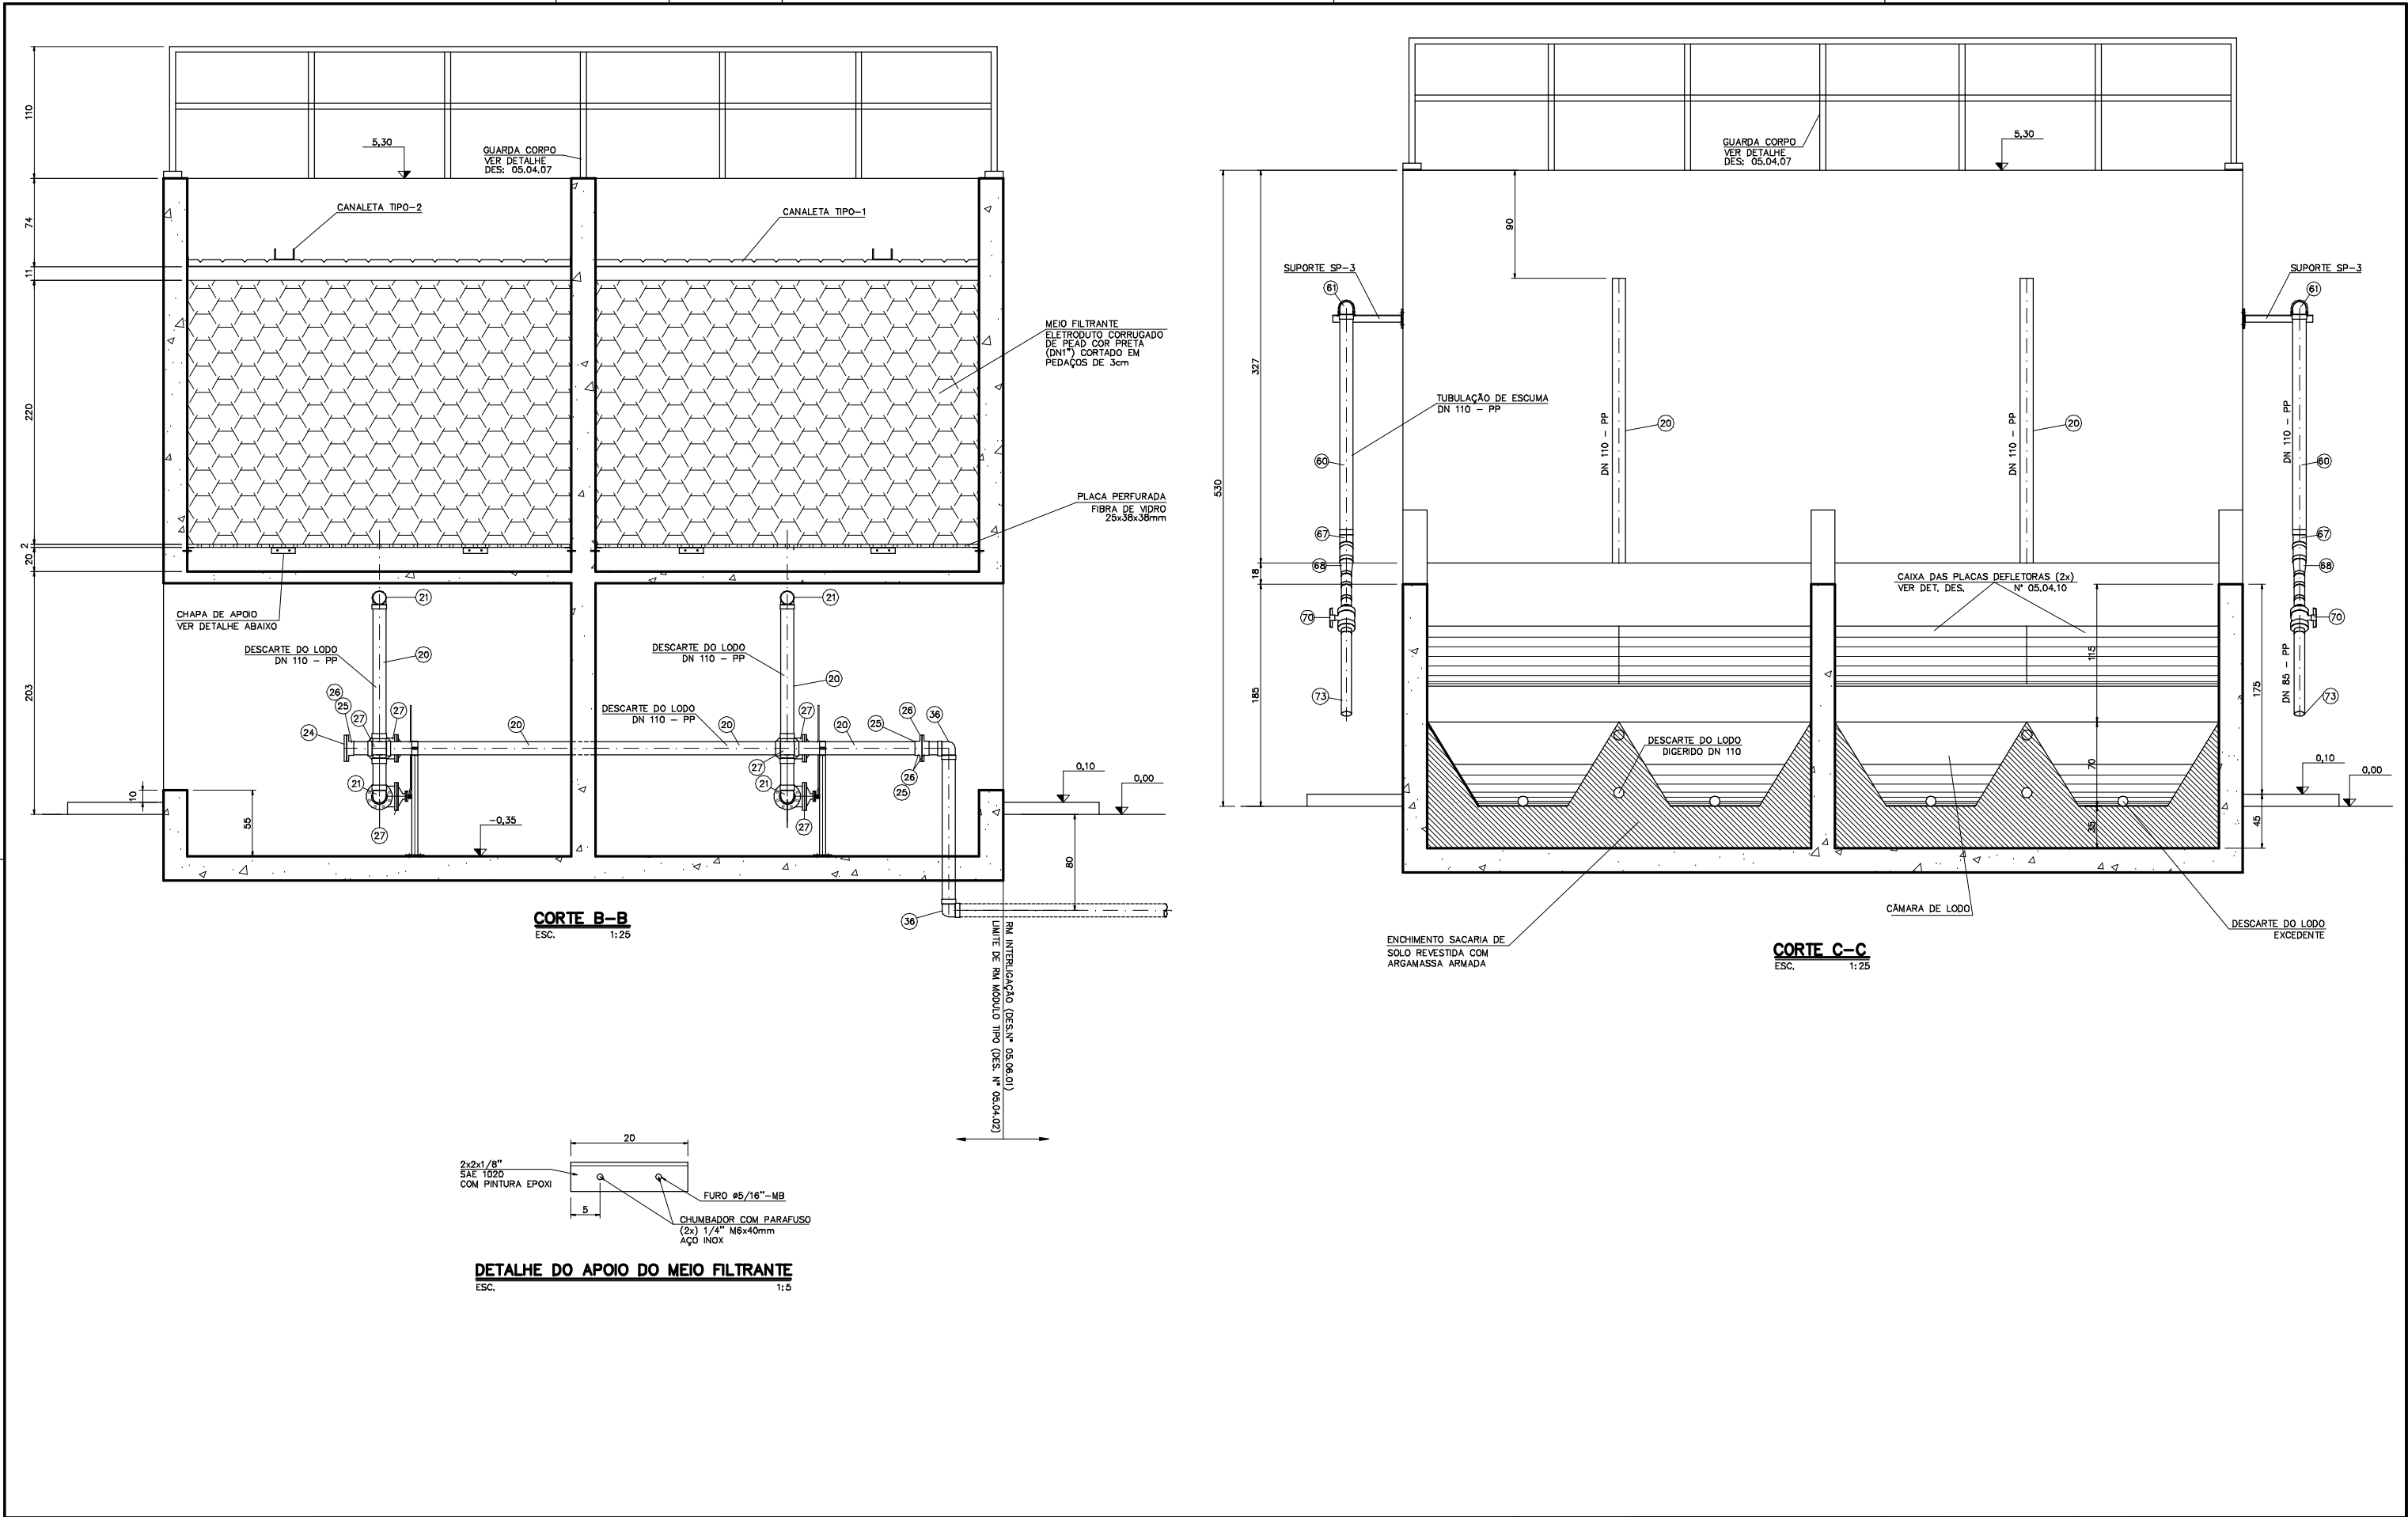 110
74
11
220
2
20
203
10
55
5,30
GUARDA CORPO
VER DETALHE
DES: 05.04.07
CANALETA TIPO-2
CANALETA TIPO-1
MEIO FILTRANTE
ELETRODUTO CORRUGADO
DE PEAD COR PRETA
(DN1") CORTADO EM
PEDAÇOS DE 3cm
PLACA PERFURADA
FIBRA DE VIDRO
25x38x38mm
CHAPA DE APOIO
VER DETALHE ABAIXO
21
21
DESCARTE DO LODO
DN 110 - PP
20
DESCARTE DO LODO
DN 110 - PP
20
DESCARTE DO LODO
DN 110 - PP
26
25
27
27
24
20
20
27
20
25
26
36
27
26
25
21
27
21
27
-0,35
0,10
0,00
80
36
CORTE B-B
ESC. 1:25
RM INTERLIGAÇÃO (DES.Nº 05.06.01)
LIMITE DE RM MÓDULO TIPO (DES. Nº 05.04.02)
20
2x2x1/8"
SAE 1020
COM PINTURA EPOXI
5
FURO ø5/16"-MB
CHUMBADOR COM PARAFUSO
(2x) 1/4" M6x40mm
AÇO INOX
DETALHE DO APOIO DO MEIO FILTRANTE
ESC. 1:5
GUARDA CORPO
VER DETALHE
DES: 05.04.07
5,30
90
530
327
18
185
SUPORTE SP-3
61
TUBULAÇÃO DE ESCUMA
DN 110 - PP
60
67
68
70
73
DN 110 - PP
20
DN 110 - PP
20
SUPORTE SP-3
61
DN 110 - PP
60
67
68
70
DN 85 - PP
73
CAIXA DAS PLACAS DEFLETORAS (2x)
VER DET. DES. Nº 05.04.10
115
70
35
175
45
DESCARTE DO LODO
DIGERIDO DN 110
0,10
0,00
CÂMARA DE LODO
DESCARTE DO LODO
EXCEDENTE
ENCHIMENTO SACARIA DE
SOLO REVESTIDA COM
ARGAMASSA ARMADA
CORTE C-C
ESC. 1:25